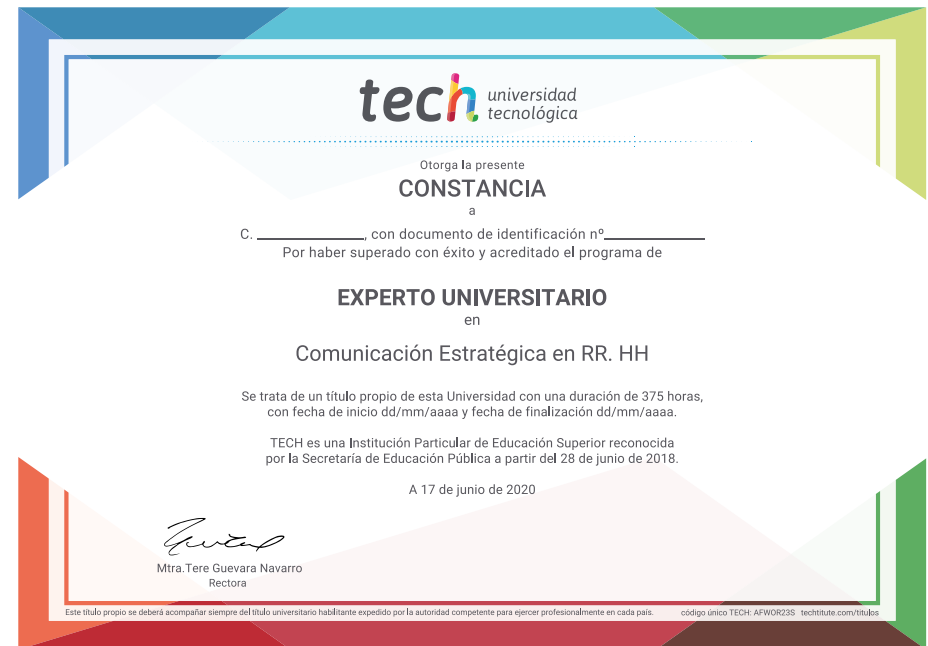 tech universidad
tecnológica
Otorga la presente
CONSTANCIA
a
C. ______________, con documento de identificación nº_____________
Por haber superado con éxito y acreditado el programa de
EXPERTO UNIVERSITARIO
en
Comunicación Estratégica en RR. HH
Se trata de un título propio de esta Universidad con una duración de 375 horas,
con fecha de inicio dd/mm/aaaa y fecha de finalización dd/mm/aaaa.
TECH es una Institución Particular de Educación Superior reconocida
por la Secretaría de Educación Pública a partir del 28 de junio de 2018.
A 17 de junio de 2020
Mtra.Tere Guevara Navarro
Rectora
Este título propio se deberá acompañar siempre del título universitario habilitante expedido por la autoridad competente para ejercer profesionalmente en cada país. código único TECH: AFWOR23S techtitute.com/titulos